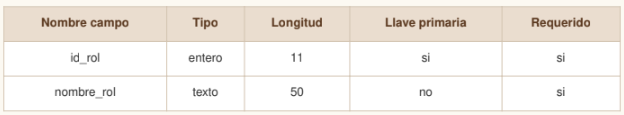 Nombre campo Tipo Longitud Llave primaria Requerido
id_rol entero 11 si si
nombre_rol texto 50 no si